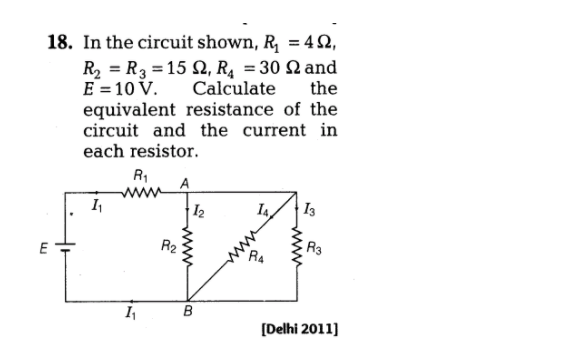 18. In the circuit shown, R₁ = 4 Ω,
R₂ = R₃ = 15 Ω, R₄ = 30 Ω and
E = 10 V. Calculate the
equivalent resistance of the
circuit and the current in
each resistor.
R₁
A
I₁
I₂
I₄
I₃
E
R₂
R₄
R₃
I₁
B
[Delhi 2011]